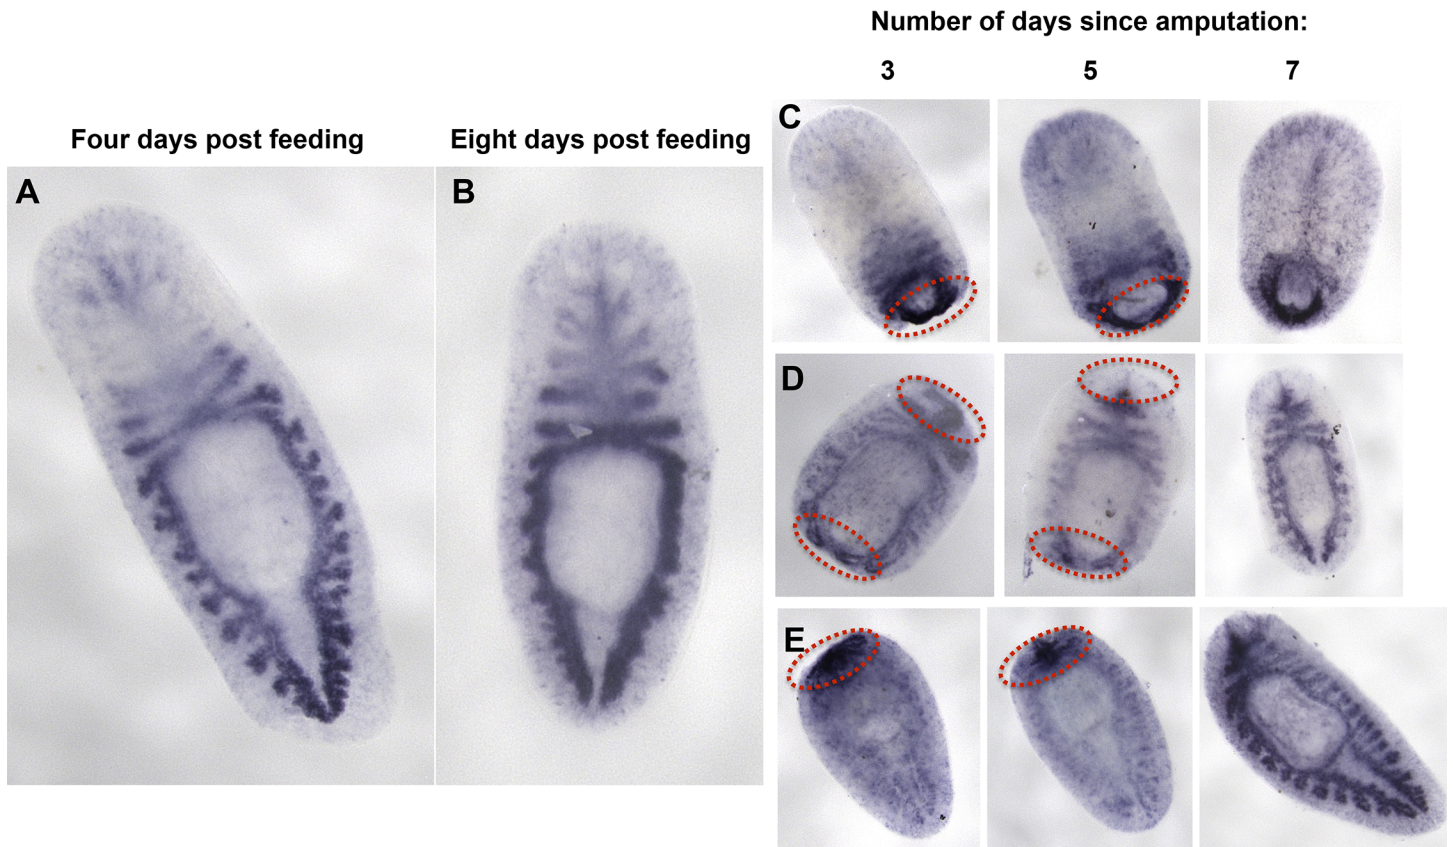 Number of days since amputation:
3 5 7
Four days post feeding
Eight days post feeding
A
B
C
D
E